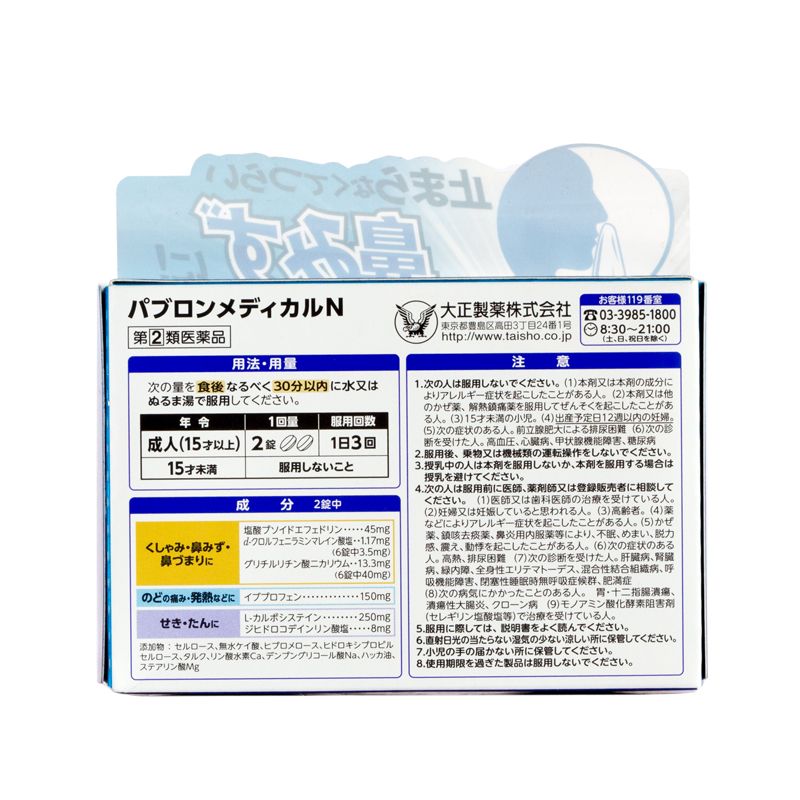 止まらなくてつらい
鼻みず
に!
パブロンメディカルN
第②類医薬品
大正製薬株式会社
東京都豊島区高田3丁目24番1号
http://www.taisho.co.jp
お客様119番室
☎03-3985-1800
8:30〜21:00
(土、日、祝日を除く)
用法・用量
次の量を食後なるべく30分以内に水又は
ぬるま湯で服用してください。
年令 1回量 服用回数
成人(15才以上) 2錠 1日3回
15才未満 服用しないこと
成分 2錠中
くしゃみ・鼻みず・
鼻づまりに
塩酸プソイドエフェドリン・・・・・45mg
d-クロルフェニラミンマレイン酸塩・・1.17mg
(6錠中3.5mg)
グリチルリチン酸二カリウム・・・13.3mg
(6錠中40mg)
のどの痛み・発熱などに
イブプロフェン・・・・・・・・・・150mg
せき・たんに
L-カルボシステイン・・・・・・・250mg
ジヒドロコデインリン酸塩・・・・8mg
添加物:セルロース、無水ケイ酸、ヒプロメロース、ヒドロキシプロピル
セルロース、タルク、リン酸水素Ca、デンプングリコール酸Na、ハッカ油、
ステアリン酸Mg
注意
1.次の人は服用しないでください。(1)本剤又は本剤の成分に
よりアレルギー症状を起こしたことがある人。(2)本剤又は他
のかぜ薬、解熱鎮痛薬を服用してぜんそくを起こしたことがあ
る人。(3)15才未満の小児。(4)出産予定日12週以内の妊婦。
(5)次の症状のある人。前立腺肥大による排尿困難 (6)次の診
断を受けた人。高血圧、心臓病、甲状腺機能障害、糖尿病
2.服用後、乗物又は機械類の運転操作をしないでください。
3.授乳中の人は本剤を服用しないか、本剤を服用する場合は
授乳を避けてください。
4.次の人は服用前に医師、薬剤師又は登録販売者に相談して
ください。(1)医師又は歯科医師の治療を受けている人。
(2)妊婦又は妊娠していると思われる人。(3)高齢者。(4)薬
などによりアレルギー症状を起こしたことがある人。(5)かぜ
薬、鎮咳去痰薬、鼻炎用内服薬等により、不眠、めまい、脱力
感、震え、動悸を起こしたことがある人。(6)次の症状のある
人。高熱、排尿困難 (7)次の診断を受けた人。肝臓病、腎臓
病、緑内障、全身性エリテマトーデス、混合性結合組織病、呼
吸機能障害、閉塞性睡眠時無呼吸症候群、肥満症
(8)次の病気にかかったことのある人。胃・十二指腸潰瘍、
潰瘍性大腸炎、クローン病 (9)モノアミン酸化酵素阻害剤
(セレギリン塩酸塩等)で治療を受けている人。
5.服用に際しては、説明書をよく読んでください。
6.直射日光の当たらない湿気の少ない涼しい所に保管してください。
7.小児の手の届かない所に保管してください。
8.使用期限を過ぎた製品は服用しないでください。